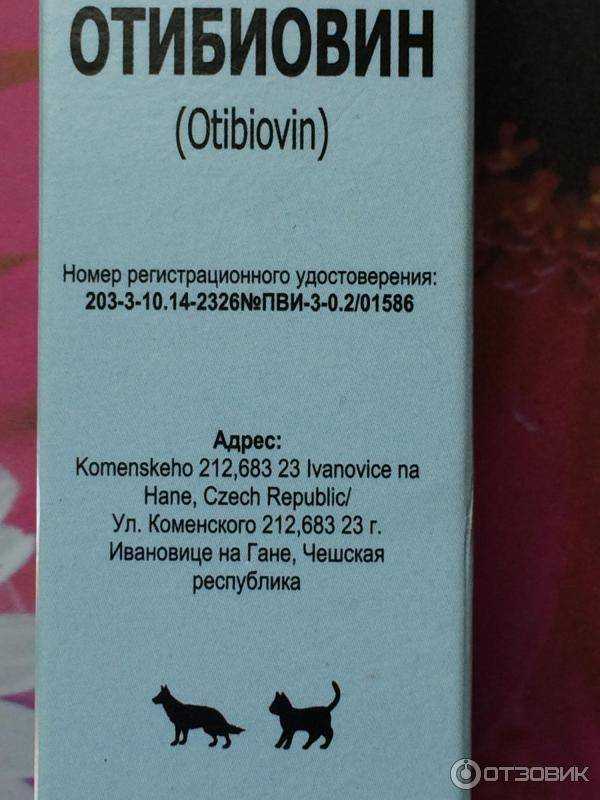 ОТИБИОВИН
(Otibiovin)
Номер регистрационного удостоверения:
203-3-10.14-2326№ПВИ-3-0.2/01586
Адрес:
Komenskeho 212,683 23 Ivanovice na
Hane, Czech Republic/
Ул. Коменского 212,683 23 г.
Ивановице на Гане, Чешская
республика
ОТЗОВИК